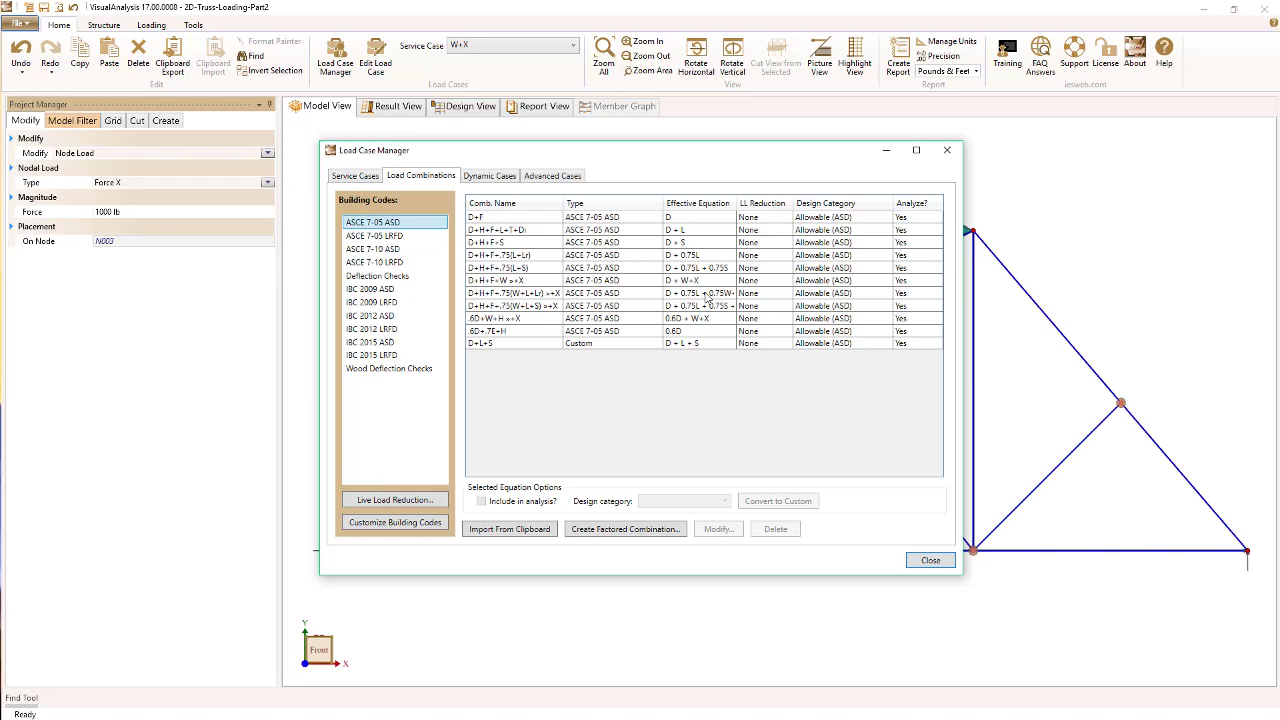 VisualAnalysis 17.00.0008 - 2D-Truss-Loading-Part2
File
Home
Structure
Loading
Tools
Undo
Redo
Copy
Paste
Delete
Clipboard Export
Clipboard Import
Format Painter
Find
Invert Selection
Edit
Load Case Manager
Edit Load Case
Service Case
W+X
Load Cases
Zoom All
Zoom In
Zoom Out
Zoom Area
Rotate Horizontal
Rotate Vertical
Cut View from Selected
Picture View
Highlight View
View
Create Report
Manage Units
Precision
Pounds & Feet
Report
Training
FAQ Answers
Support
License
About
Help
iesweb.com
Project Manager
Modify
Model Filter
Grid
Cut
Create
Modify
Modify Node Load
Nodal Load
Type Force X
Magnitude
Force 1000 lb
Placement
On Node N003
Model View
Result View
Design View
Report View
Member Graph
Load Case Manager
Service Cases
Load Combinations
Dynamic Cases
Advanced Cases
Building Codes:
ASCE 7-05 ASD
ASCE 7-05 LRFD
ASCE 7-10 ASD
ASCE 7-10 LRFD
Deflection Checks
IBC 2009 ASD
IBC 2009 LRFD
IBC 2012 ASD
IBC 2012 LRFD
IBC 2015 ASD
IBC 2015 LRFD
Wood Deflection Checks
Live Load Reduction...
Customize Building Codes
Comb. Name Type Effective Equation LL Reduction Design Category Analyze?
D+F ASCE 7-05 ASD D None Allowable (ASD) Yes
D+H+F+L+T+Di ASCE 7-05 ASD D + L None Allowable (ASD) Yes
D+H+F+S ASCE 7-05 ASD D + S None Allowable (ASD) Yes
D+H+F+.75(L+Lr) ASCE 7-05 ASD D + 0.75L None Allowable (ASD) Yes
D+H+F+.75(L+S) ASCE 7-05 ASD D + 0.75L + 0.75S None Allowable (ASD) Yes
D+H+F+W »+X ASCE 7-05 ASD D + W+X None Allowable (ASD) Yes
D+H+F+.75(W+L+Lr) »+X ASCE 7-05 ASD D + 0.75L + 0.75W+ None Allowable (ASD) Yes
D+H+F+.75(W+L+S) »+X ASCE 7-05 ASD D + 0.75L + 0.75S + None Allowable (ASD) Yes
.6D+W+H »+X ASCE 7-05 ASD 0.6D + W+X None Allowable (ASD) Yes
.6D+.7E+H ASCE 7-05 ASD 0.6D None Allowable (ASD) Yes
D+L+S Custom D + L + S None Allowable (ASD) Yes
Selected Equation Options
Include in analysis?
Design category:
Convert to Custom
Import From Clipboard
Create Factored Combination...
Modify...
Delete
Close
Y
Front
X
Find Tool
Ready